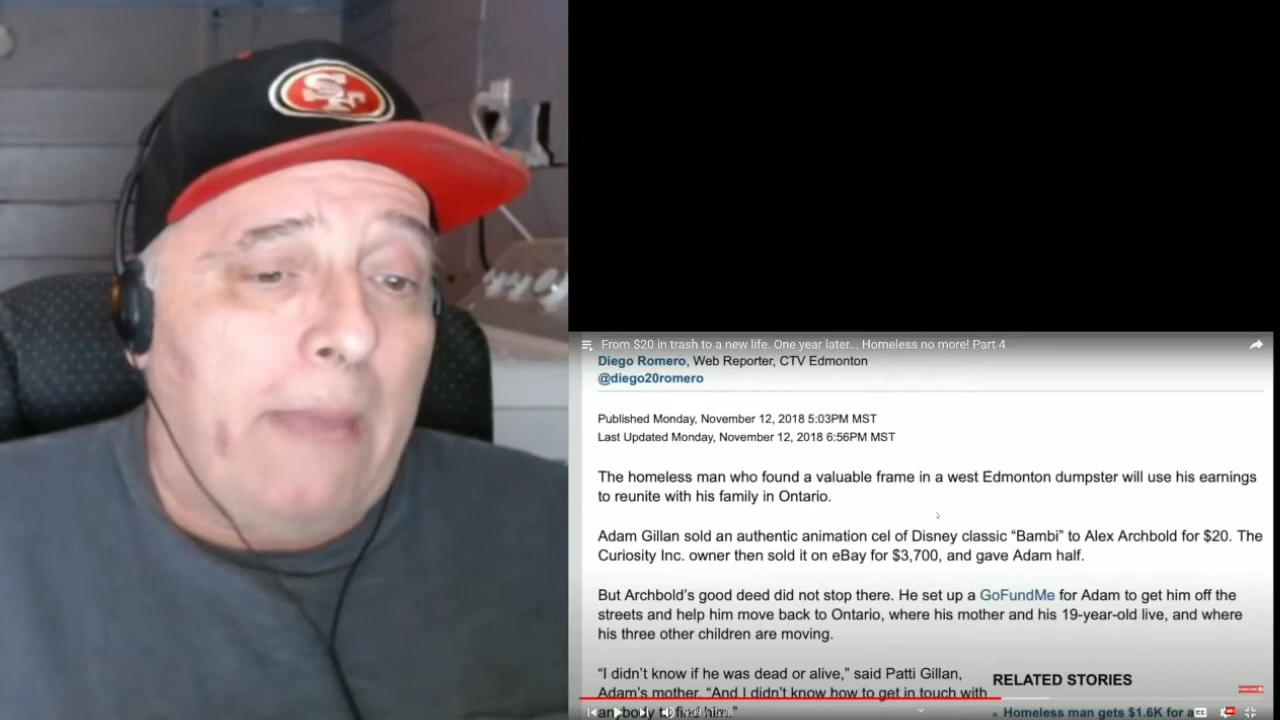 SF
From $20 in trash to a new life. One year later... Homeless no more! Part 4
Diego Romero, Web Reporter, CTV Edmonton
@diego20romero
Published Monday, November 12, 2018 5:03PM MST
Last Updated Monday, November 12, 2018 6:56PM MST
The homeless man who found a valuable frame in a west Edmonton dumpster will use his earnings
to reunite with his family in Ontario.
Adam Gillan sold an authentic animation cel of Disney classic “Bambi” to Alex Archbold for $20. The
Curiosity Inc. owner then sold it on eBay for $3,700, and gave Adam half.
But Archbold’s good deed did not stop there. He set up a GoFundMe for Adam to get him off the
streets and help him move back to Ontario, where his mother and his 19-year-old live, and where
his three other children are moving.
“I didn’t know if he was dead or alive,” said Patti Gillan,
Adam’s mother. “And I didn’t know how to get in touch with
RELATED STORIES
Homeless man gets $1.6K for a